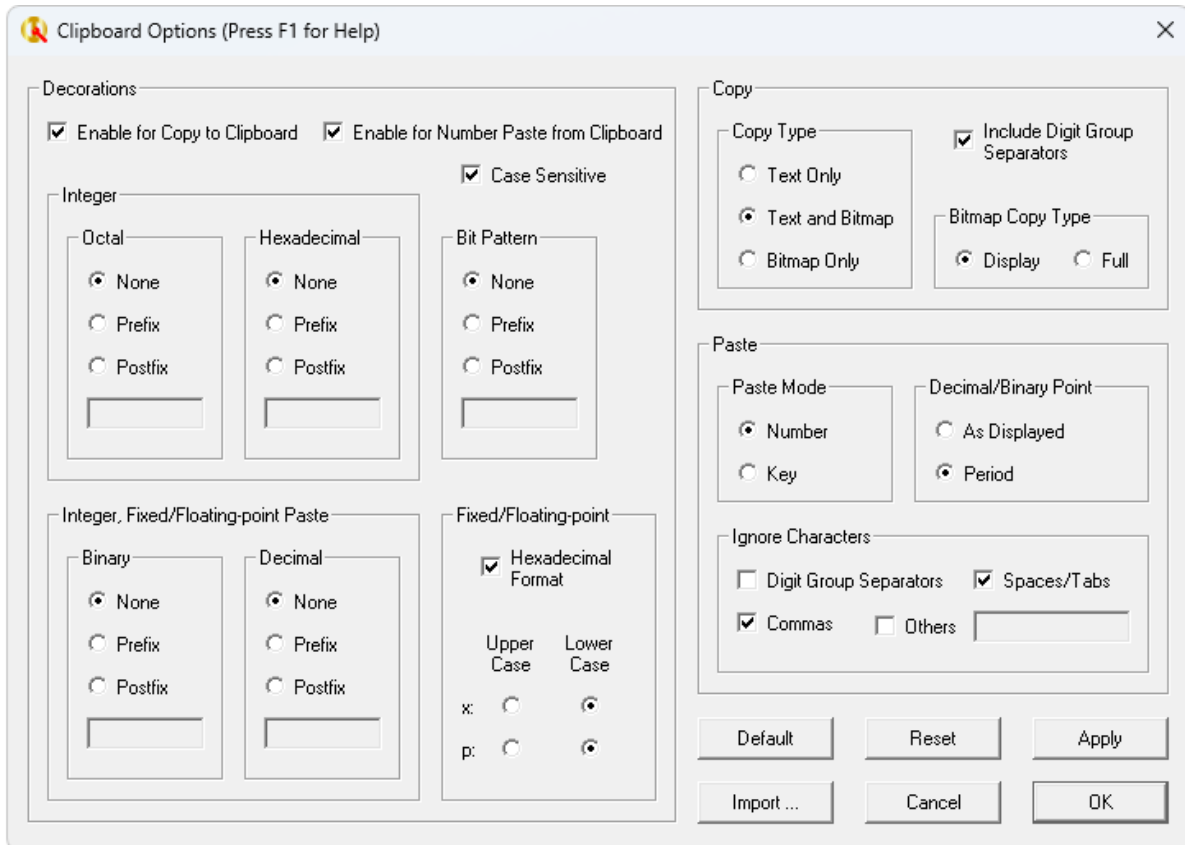 Clipboard Options (Press F1 for Help)
Decorations
Enable for Copy to Clipboard
Enable for Number Paste from Clipboard
Case Sensitive
Integer
Octal
None
Prefix
Postfix
Hexadecimal
None
Prefix
Postfix
Bit Pattern
None
Prefix
Postfix
Integer, Fixed/Floating-point Paste
Binary
None
Prefix
Postfix
Decimal
None
Prefix
Postfix
Fixed/Floating-point
Hexadecimal
Format
Upper Lower
Case Case
x:
p:
Copy
Copy Type
Text Only
Text and Bitmap
Bitmap Only
Include Digit Group
Separators
Bitmap Copy Type
Display Full
Paste
Paste Mode
Number
Key
Decimal/Binary Point
As Displayed
Period
Ignore Characters
Digit Group Separators Spaces/Tabs
Commas Others
Default Reset Apply
Import ... Cancel OK